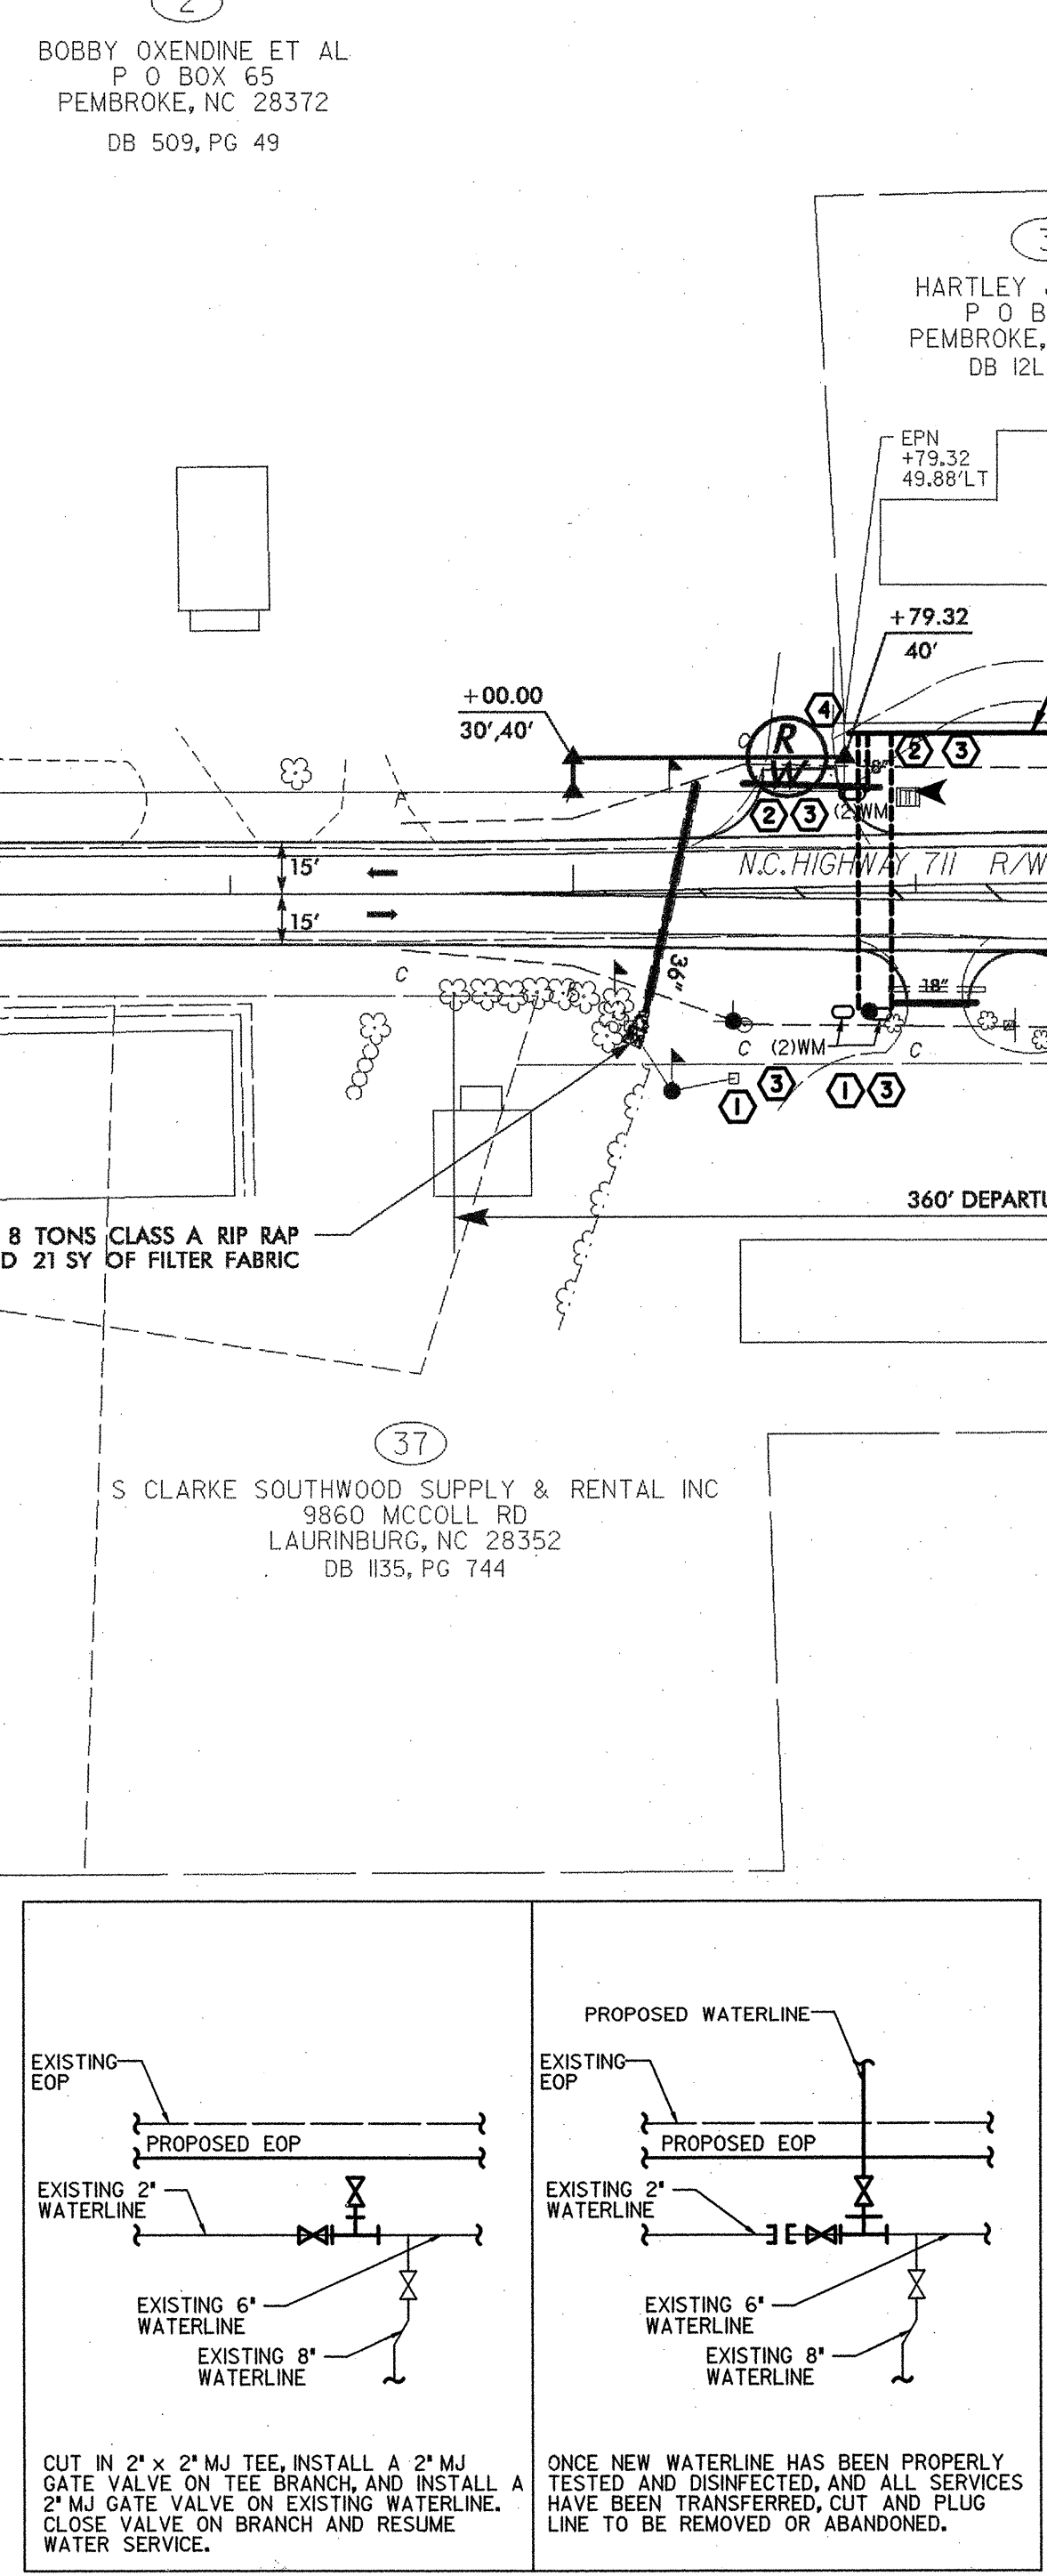 2
BOBBY OXENDINE ET AL
P O BOX 65
PEMBROKE, NC 28372
DB 509, PG 49
3
HARTLEY
P O B
PEMBROKE,
DB 12L
EPN
+79.32
49.88'LT
+79.32
40'
+00.00
30',40'
4
C
R
W
2 3
18"
2 3
(2)WM
N.C. HIGHWAY 711 R/W
15'
15'
C
36"
18"
C
(2)WM
C
1 3
1 3
360' DEPARTU
8 TONS CLASS A RIP RAP
D 21 SY OF FILTER FABRIC
37
S CLARKE SOUTHWOOD SUPPLY & RENTAL INC
9860 MCCOLL RD
LAURINBURG, NC 28352
DB 1135, PG 744
EXISTING
EOP
PROPOSED EOP
EXISTING 2"
WATERLINE
EXISTING 6"
WATERLINE
EXISTING 8"
WATERLINE
CUT IN 2" x 2" MJ TEE, INSTALL A 2" MJ
GATE VALVE ON TEE BRANCH, AND INSTALL A
2" MJ GATE VALVE ON EXISTING WATERLINE.
CLOSE VALVE ON BRANCH AND RESUME
WATER SERVICE.
PROPOSED WATERLINE
EXISTING
EOP
PROPOSED EOP
EXISTING 2"
WATERLINE
EXISTING 6"
WATERLINE
EXISTING 8"
WATERLINE
ONCE NEW WATERLINE HAS BEEN PROPERLY
TESTED AND DISINFECTED, AND ALL SERVICES
HAVE BEEN TRANSFERRED, CUT AND PLUG
LINE TO BE REMOVED OR ABANDONED.